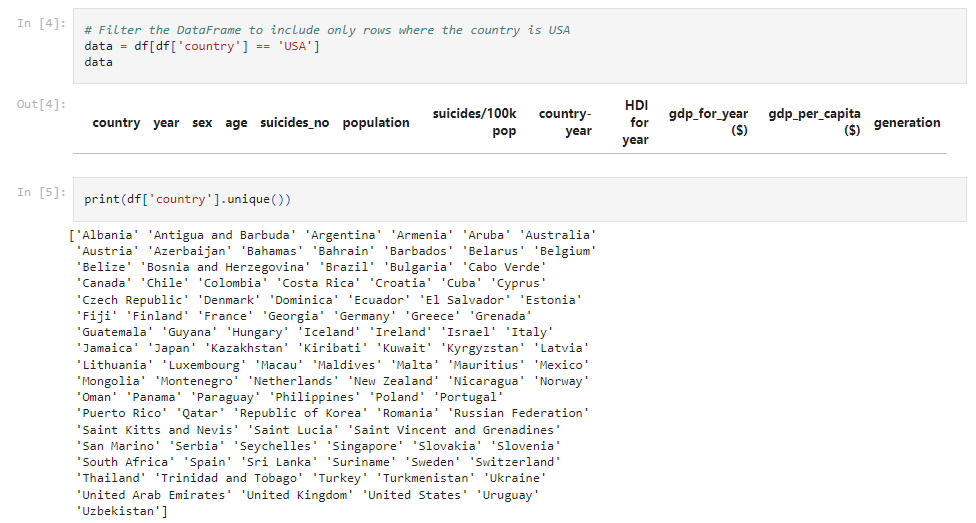 In [4]:
# Filter the DataFrame to include only rows where the country is USA
data = df[df['country'] == 'USA']
data
Out[4]:
country year sex age suicides_no population suicides/100k pop country-year HDI for year gdp_for_year ($) gdp_per_capita ($) generation
In [5]:
print(df['country'].unique())
['Albania' 'Antigua and Barbuda' 'Argentina' 'Armenia' 'Aruba' 'Australia'
'Austria' 'Azerbaijan' 'Bahamas' 'Bahrain' 'Barbados' 'Belarus' 'Belgium'
'Belize' 'Bosnia and Herzegovina' 'Brazil' 'Bulgaria' 'Cabo Verde'
'Canada' 'Chile' 'Colombia' 'Costa Rica' 'Croatia' 'Cuba' 'Cyprus'
'Czech Republic' 'Denmark' 'Dominica' 'Ecuador' 'El Salvador' 'Estonia'
'Fiji' 'Finland' 'France' 'Georgia' 'Germany' 'Greece' 'Grenada'
'Guatemala' 'Guyana' 'Hungary' 'Iceland' 'Ireland' 'Israel' 'Italy'
'Jamaica' 'Japan' 'Kazakhstan' 'Kiribati' 'Kuwait' 'Kyrgyzstan' 'Latvia'
'Lithuania' 'Luxembourg' 'Macau' 'Maldives' 'Malta' 'Mauritius' 'Mexico'
'Mongolia' 'Montenegro' 'Netherlands' 'New Zealand' 'Nicaragua' 'Norway'
'Oman' 'Panama' 'Paraguay' 'Philippines' 'Poland' 'Portugal'
'Puerto Rico' 'Qatar' 'Republic of Korea' 'Romania' 'Russian Federation'
'Saint Kitts and Nevis' 'Saint Lucia' 'Saint Vincent and Grenadines'
'San Marino' 'Serbia' 'Seychelles' 'Singapore' 'Slovakia' 'Slovenia'
'South Africa' 'Spain' 'Sri Lanka' 'Suriname' 'Sweden' 'Switzerland'
'Thailand' 'Trinidad and Tobago' 'Turkey' 'Turkmenistan' 'Ukraine'
'United Arab Emirates' 'United Kingdom' 'United States' 'Uruguay'
'Uzbekistan']